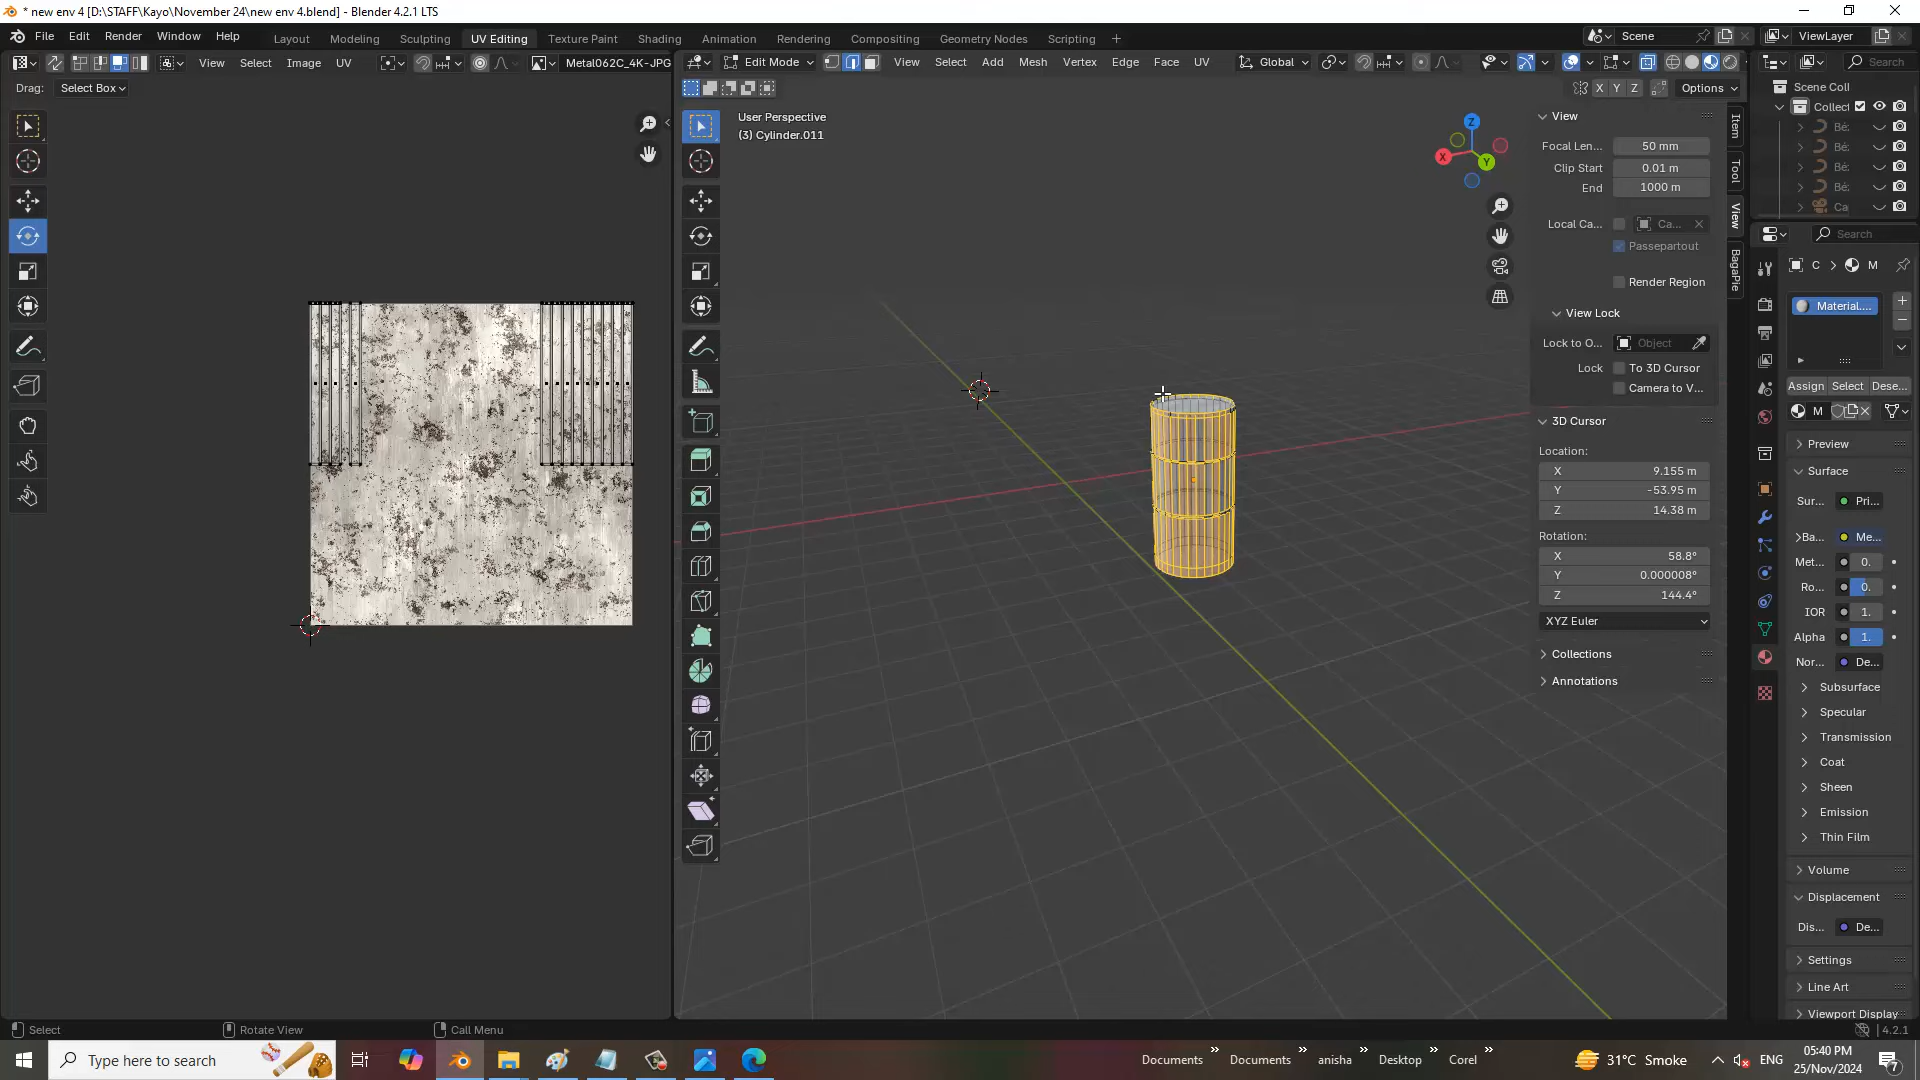 * new env 4 [D:\STAFF\Kayo\November 24\new env 4.blend] - Blender 4.2.1 LTS
File Edit Render Window Help
Layout Modeling Sculpting UV Editing Texture Paint Shading Animation Rendering Compositing Geometry Nodes Scripting +
Scene
ViewLayer
View Select Image UV
Metal062C_4K-JPG
Edit Mode
View Select Add Mesh Vertex Edge Face UV
Global
Search
Drag: Select Box
X Y Z
Options
Scene Coll
Collect
Bé:
Bé:
Bé:
Bé:
Ca
User Perspective
(3) Cylinder.011
Z
X
Y
View
Focal Len... 50 mm
Clip Start 0.01 m
End 1000 m
Local Ca... Ca...
Passepartout
Render Region
View Lock
Lock to O... Object
Lock To 3D Cursor
Camera to V...
3D Cursor
Location:
X 9.155 m
Y -53.95 m
Z 14.38 m
Rotation:
X 58.8°
Y 0.000008°
Z 144.4°
XYZ Euler
Collections
Annotations
Item
Tool
View
BagaPie
Search
C > M
Material....
Assign Select Dese...
M
Preview
Surface
Sur... Pri...
Ba... Me...
Met... 0.
Ro... 0.
IOR 1.
Alpha 1.
Nor... De...
Subsurface
Specular
Transmission
Coat
Sheen
Emission
Thin Film
Volume
Displacement
Dis... De...
Settings
Line Art
Viewport Display
Select
Rotate View
Call Menu
4.2.1
Type here to search
Documents
Documents
anisha
Desktop
Corel
31°C Smoke
ENG
05:40 PM
25/Nov/2024
7